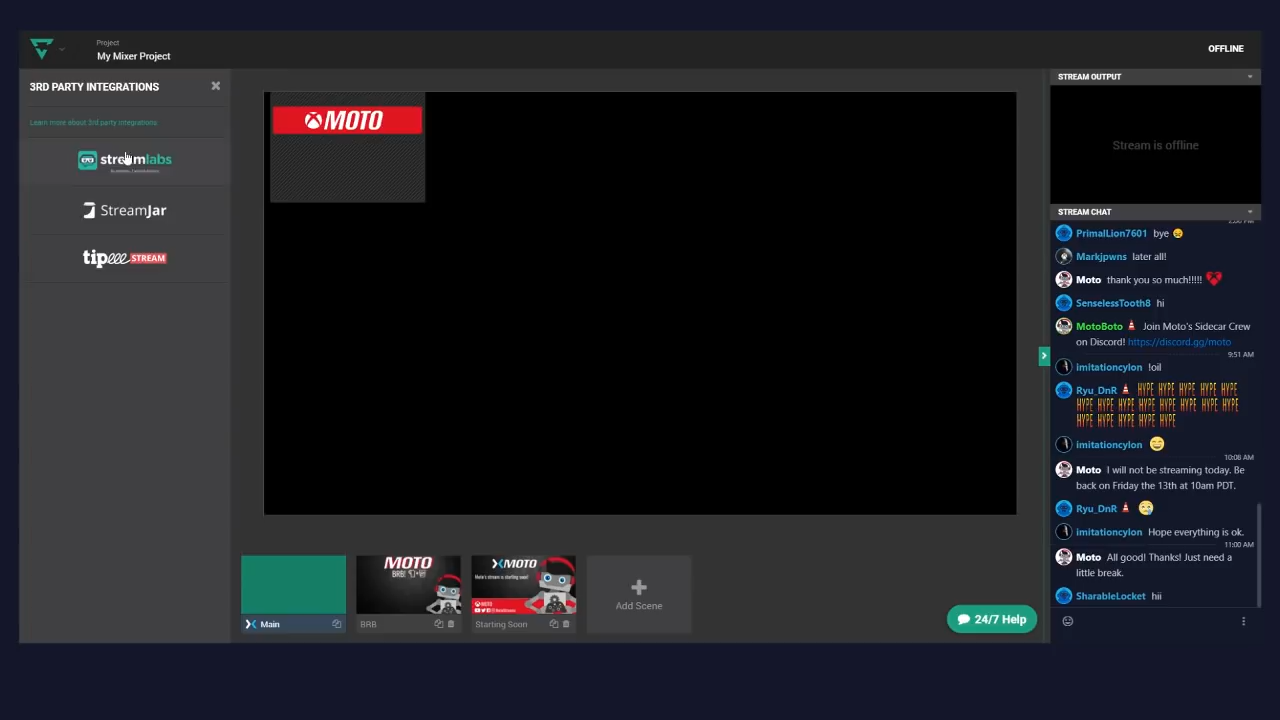 Project
My Mixer Project
OFFLINE
3RD PARTY INTEGRATIONS
Learn more about 3rd party integrations
streamlabs
StreamJar
tipeee STREAM
MOTO
STREAM OUTPUT
Stream is offline
STREAM CHAT
PrimalLion7601 bye
Markjpwns later all!
Moto thank you so much!!!!!
SenselessTooth8 hi
MotoBoto Join Moto's Sidecar Crew
on Discord! https://discord.gg/moto
9:51 AM
imitationcylon !oil
Ryu_DnR HYPE HYPE HYPE HYPE HYPE
HYPE HYPE HYPE HYPE HYPE HYPE HYPE HYPE
HYPE HYPE HYPE HYPE HYPE
imitationcylon
10:08 AM
Moto I will not be streaming today. Be
back on Friday the 13th at 10am PDT.
Ryu_DnR
imitationcylon Hope everything is ok.
11:00 AM
Moto All good! Thanks! Just need a
little break.
SharableLocket hii
MOTO
BRB
MOTO
Moto's stream is starting soon!
MOTO
Add Scene
Main
BRB
Starting Soon
24/7 Help